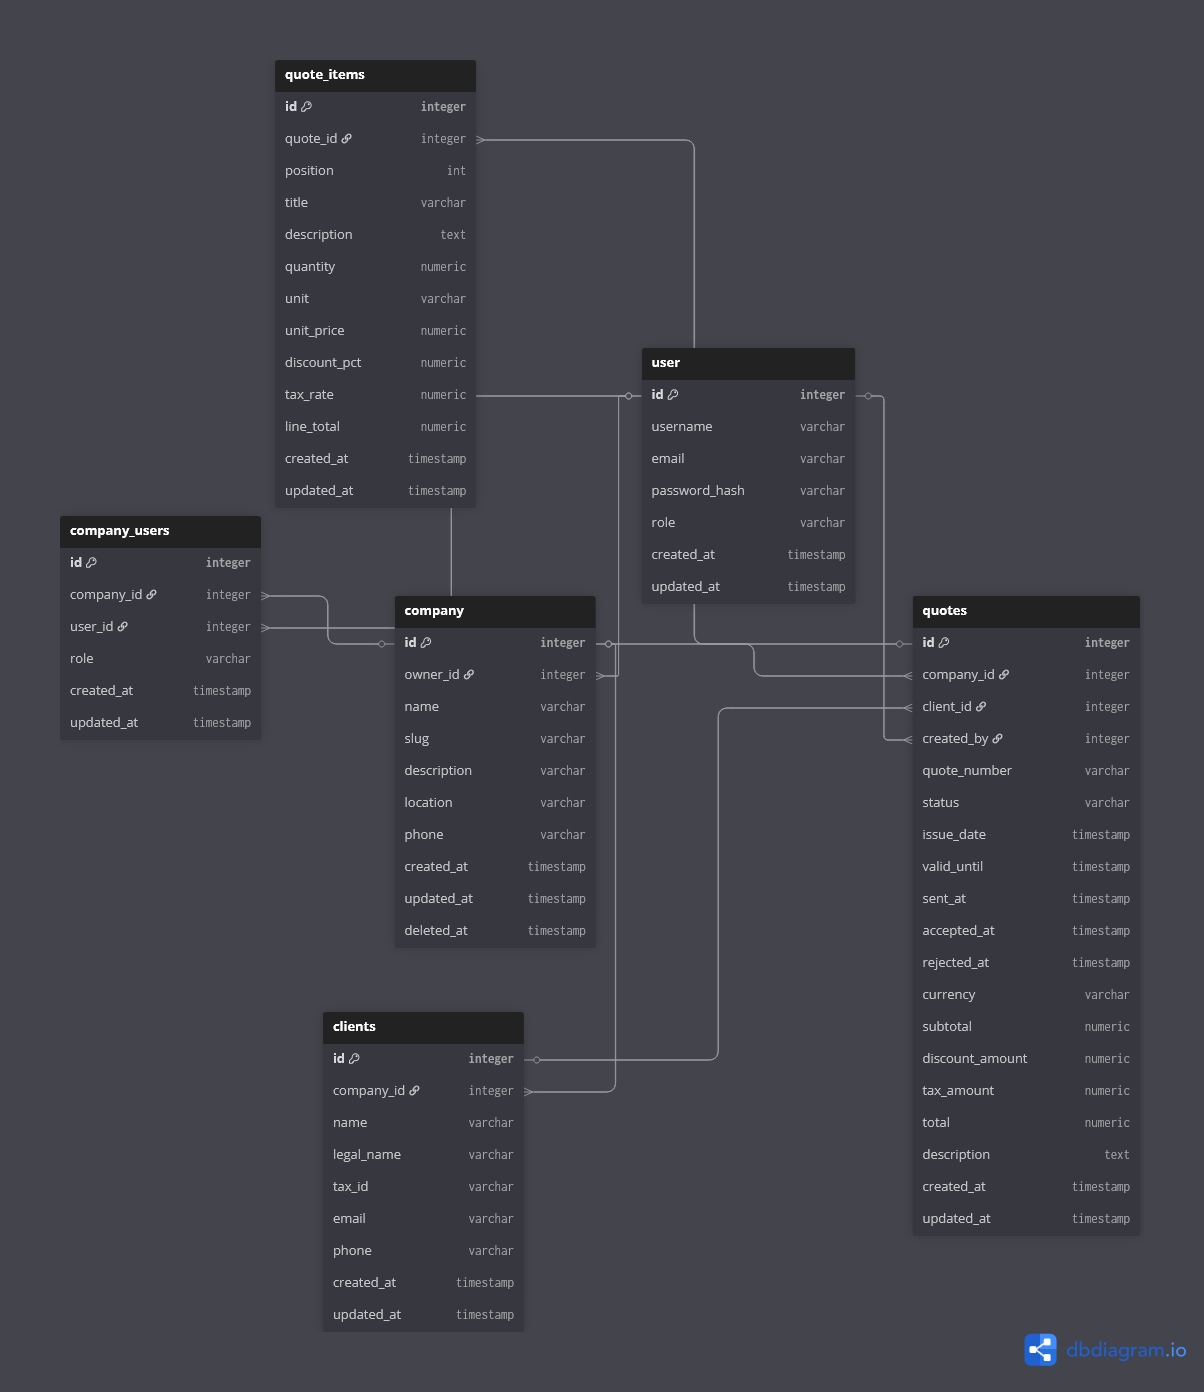 quote_items
id integer
quote_id integer
position int
title varchar
description text
quantity numeric
unit varchar
unit_price numeric
discount_pct numeric
tax_rate numeric
line_total numeric
created_at timestamp
updated_at timestamp
user
id integer
username varchar
email varchar
password_hash varchar
role varchar
created_at timestamp
updated_at timestamp
company_users
id integer
company_id integer
user_id integer
role varchar
created_at timestamp
updated_at timestamp
company
id integer
owner_id integer
name varchar
slug varchar
description varchar
location varchar
phone varchar
created_at timestamp
updated_at timestamp
deleted_at timestamp
quotes
id integer
company_id integer
client_id integer
created_by integer
quote_number varchar
status varchar
issue_date timestamp
valid_until timestamp
sent_at timestamp
accepted_at timestamp
rejected_at timestamp
currency varchar
subtotal numeric
discount_amount numeric
tax_amount numeric
total numeric
description text
created_at timestamp
updated_at timestamp
clients
id integer
company_id integer
name varchar
legal_name varchar
tax_id varchar
email varchar
phone varchar
created_at timestamp
updated_at timestamp
dbdiagram.io